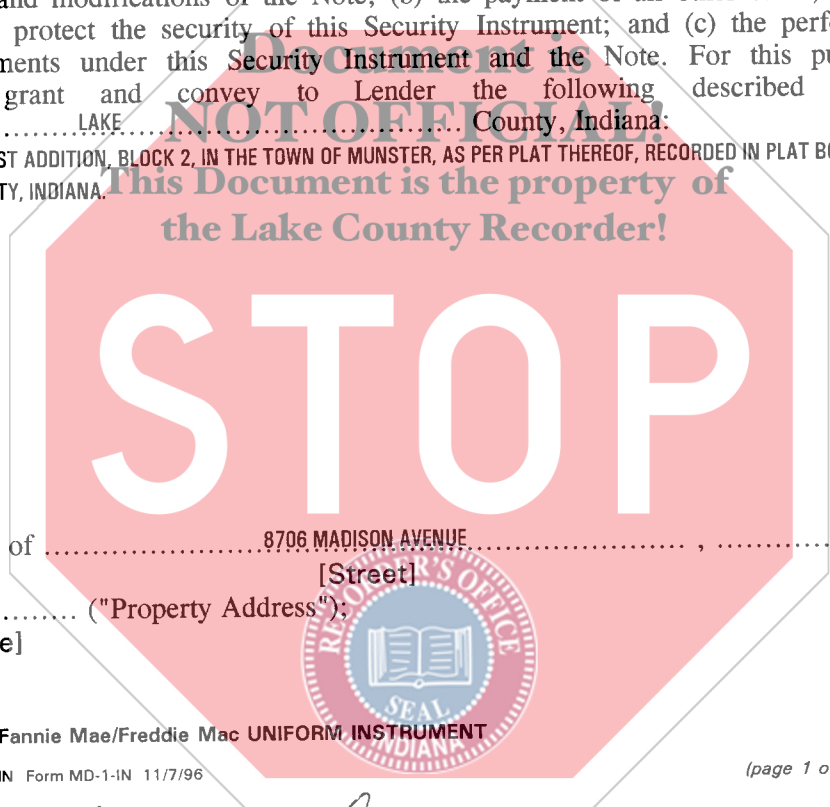 and modifications of the Note; (b) the payment of all
protect the security of this Security Instrument; and (c) the perfo
ments under this Security Instrument and the Note. For this pu
grant and convey to Lender the following described
........LAKE........................................ County, Indiana:
ST ADDITION, BLOCK 2, IN THE TOWN OF MUNSTER, AS PER PLAT THEREOF, RECORDED IN PLAT BO
TY, INDIANA.
Document is
NOT OFFICIAL!
This Document is the property of
the Lake County Recorder!
STOP
of ..........................8706 MADISON AVENUE.......................... , ..............
[Street]
........ ("Property Address");
e]
RECORDER'S OFFICE
SEAL
INDIANA
Fannie Mae/Freddie Mac UNIFORM INSTRUMENT
IN Form MD-1-IN 11/7/96
(page 1 o